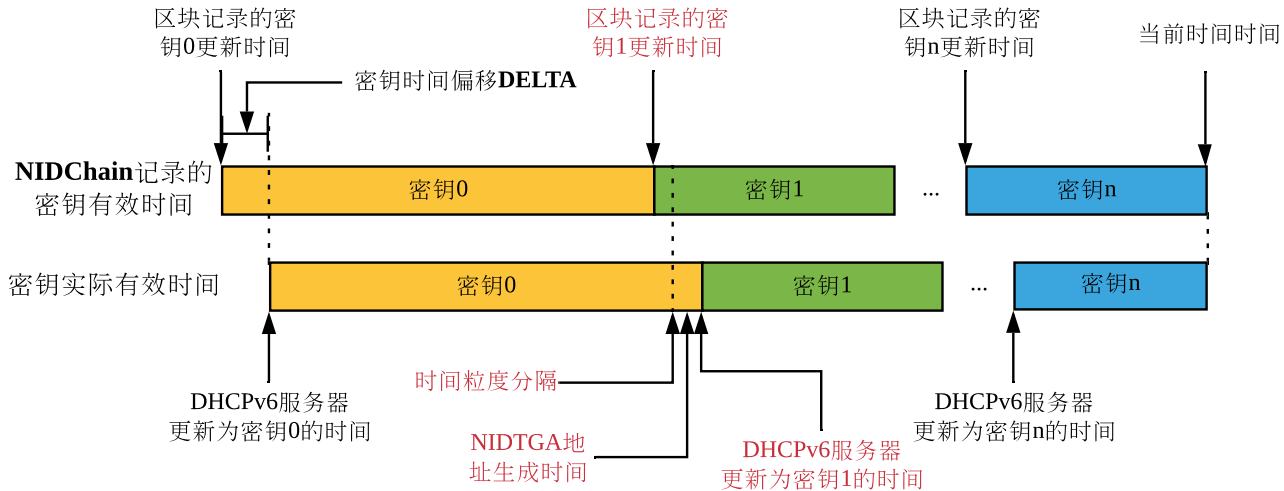 区块记录的密
钥0更新时间
区块记录的密
钥1更新时间
区块记录的密
钥n更新时间
当前时间时间
密钥时间偏移DELTA
NIDChain记录的
密钥有效时间
密钥0
密钥1
...
密钥n
密钥实际有效时间
密钥0
密钥1
...
密钥n
时间粒度分隔
DHCPv6服务器
更新为密钥0的时间
NIDTGA地
址生成时间
DHCPv6服务器
更新为密钥1的时间
DHCPv6服务器
更新为密钥n的时间